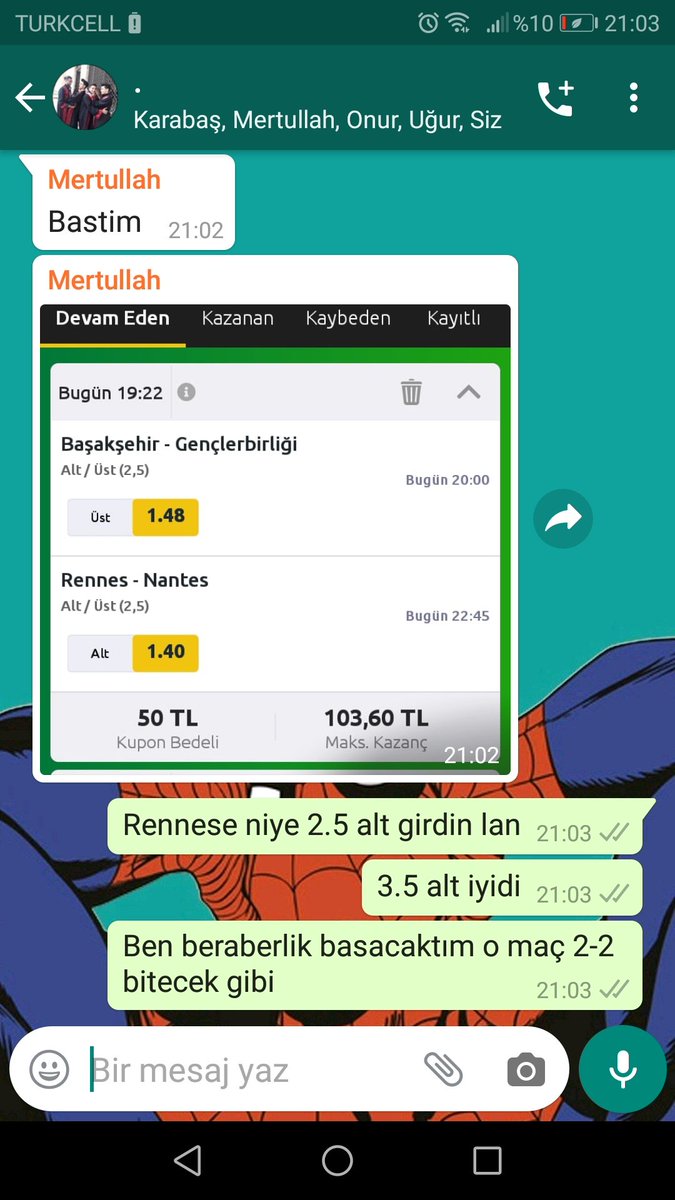 TURKCELL %10 21:03
.
Karabaş, Mertullah, Onur, Uğur, Siz
Mertullah
Bastim 21:02
Mertullah
Devam Eden Kazanan Kaybeden Kayıtlı
Bugün 19:22
Başakşehir - Gençlerbirliği
Alt / Üst (2,5)
Bugün 20:00
Üst 1.48
Rennes - Nantes
Alt / Üst (2,5)
Bugün 22:45
Alt 1.40
50 TL 103,60 TL
Kupon Bedeli Maks. Kazanç
21:02
Rennese niye 2.5 alt girdin lan 21:03
3.5 alt iyidi 21:03
Ben beraberlik basacaktım o maç 2-2
bitecek gibi 21:03
Bir mesaj yaz